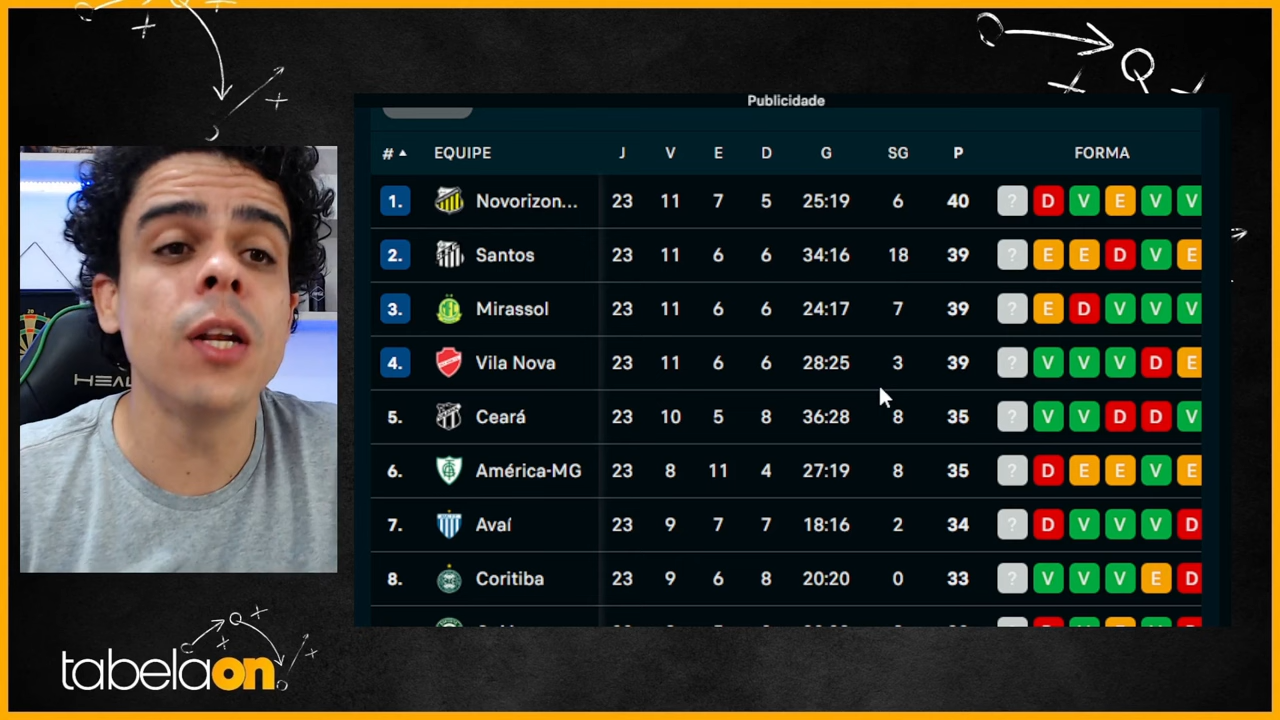 Publicidade
# EQUIPE J V E D G SG P FORMA
1. Novorizon... 23 11 7 5 25:19 6 40 ? D V E V V
2. Santos 23 11 6 6 34:16 18 39 ? E E D V E
3. Mirassol 23 11 6 6 24:17 7 39 ? E D V V V
4. Vila Nova 23 11 6 6 28:25 3 39 ? V V V D E
5. Ceará 23 10 5 8 36:28 8 35 ? V V D D V
6. América-MG 23 8 11 4 27:19 8 35 ? D E E V E
7. Avaí 23 9 7 7 18:16 2 34 ? D V V V D
8. Coritiba 23 9 6 8 20:20 0 33 ? V V V E D
HEAL
tabelaon